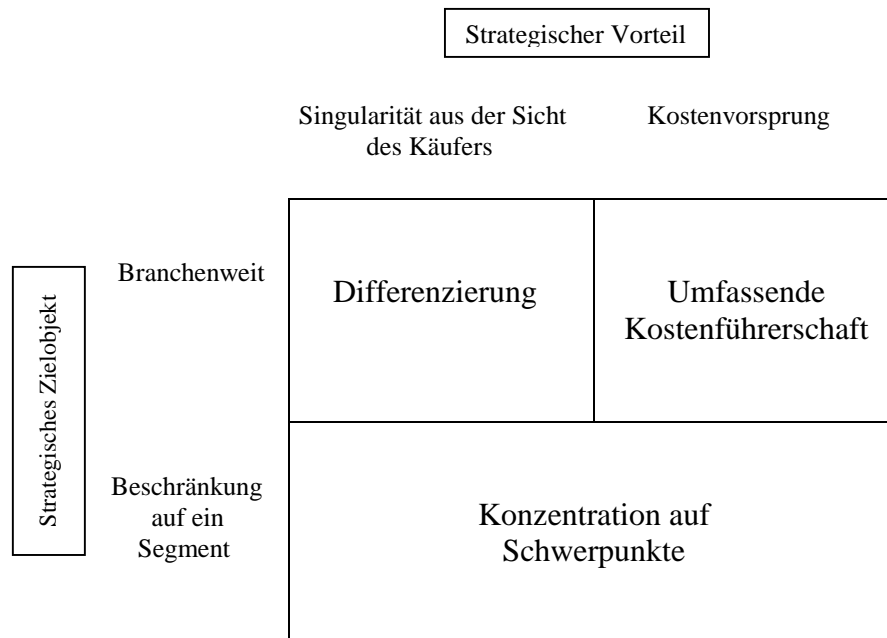 Strategischer Vorteil
Singularität aus der Sicht
des Käufers
Kostenvorsprung
Strategisches Zielobjekt
Branchenweit
Differenzierung
Umfassende
Kostenführerschaft
Beschränkung
auf ein
Segment
Konzentration auf
Schwerpunkte